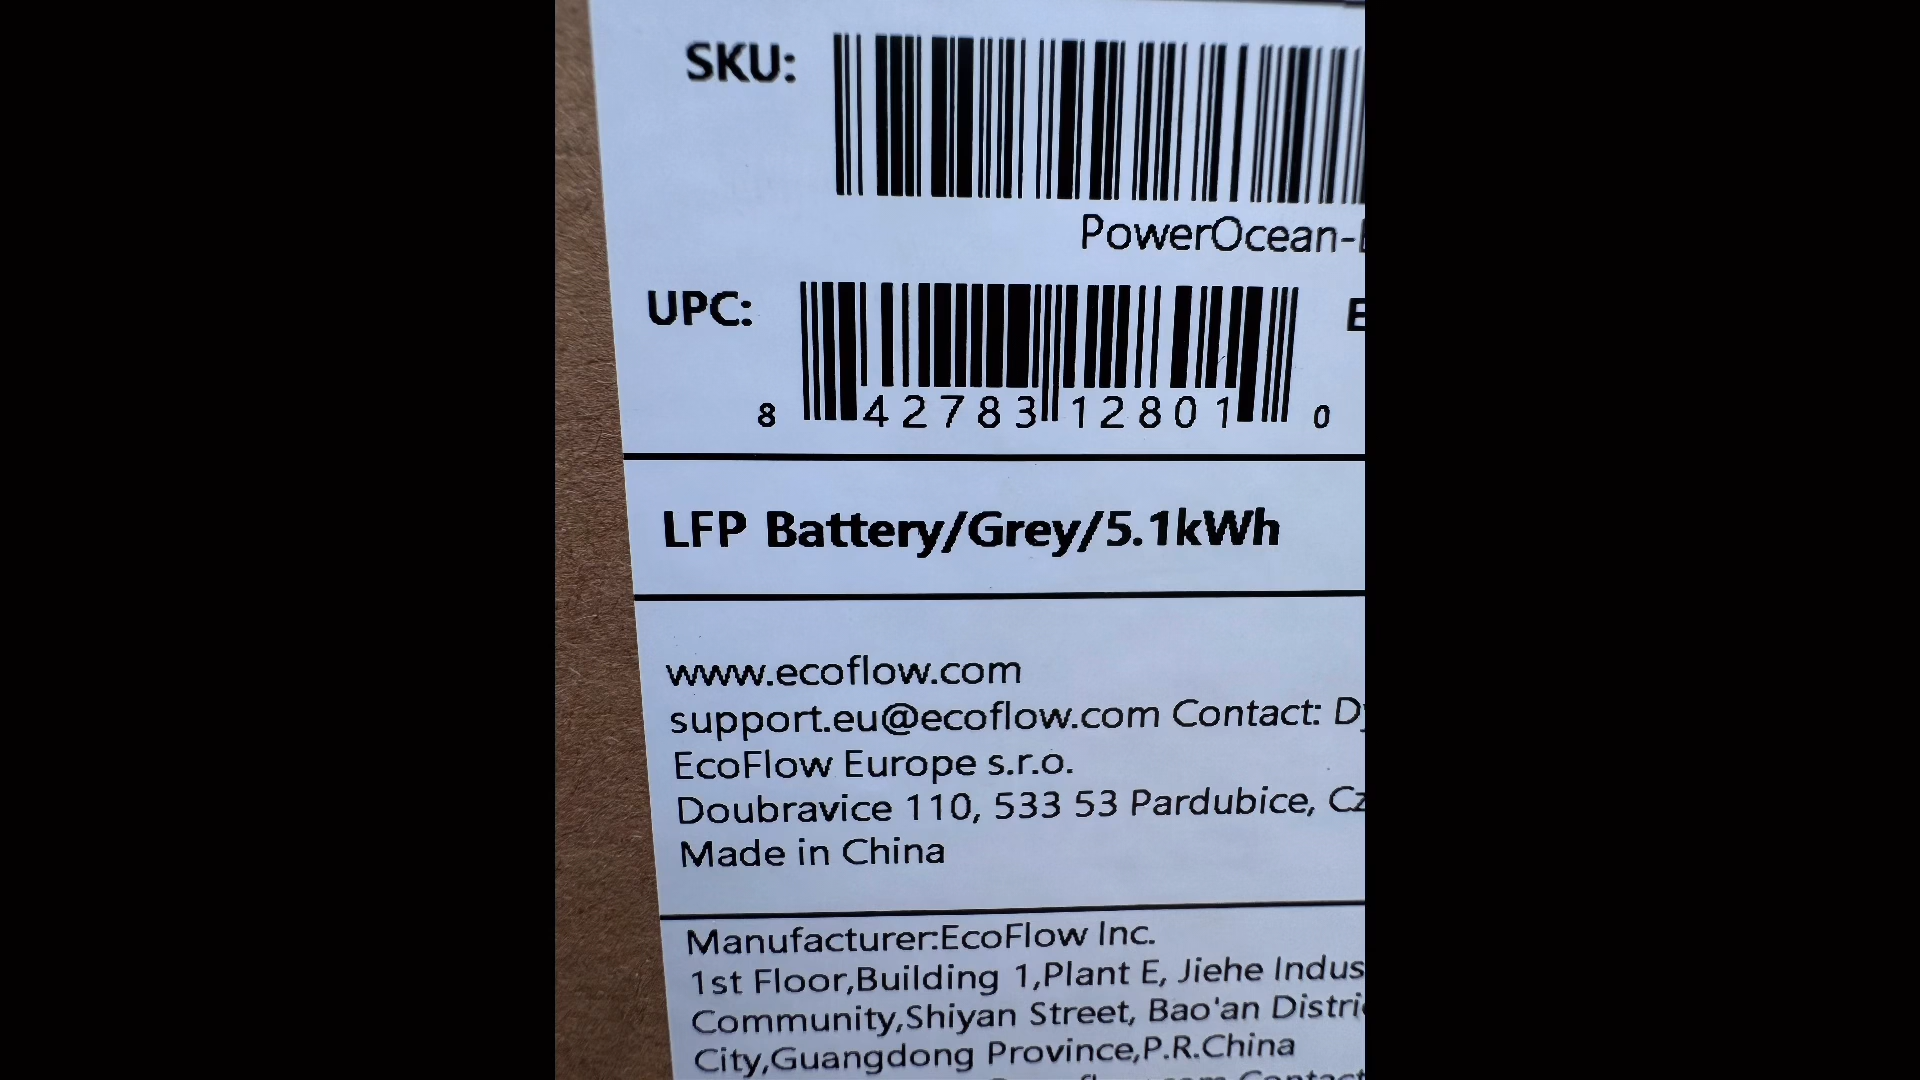 SKU:
PowerOcean-
UPC:
8 42783 12801 0
LFP Battery/Grey/5.1kWh
www.ecoflow.com
support.eu@ecoflow.com Contact:
EcoFlow Europe s.r.o.
Doubravice 110, 533 53 Pardubice,
Made in China
Manufacturer:EcoFlow Inc.
1st Floor,Building 1,Plant E, Jiehe Indus
Community,Shiyan Street, Bao'an Distri
City,Guangdong Province,P.R.China